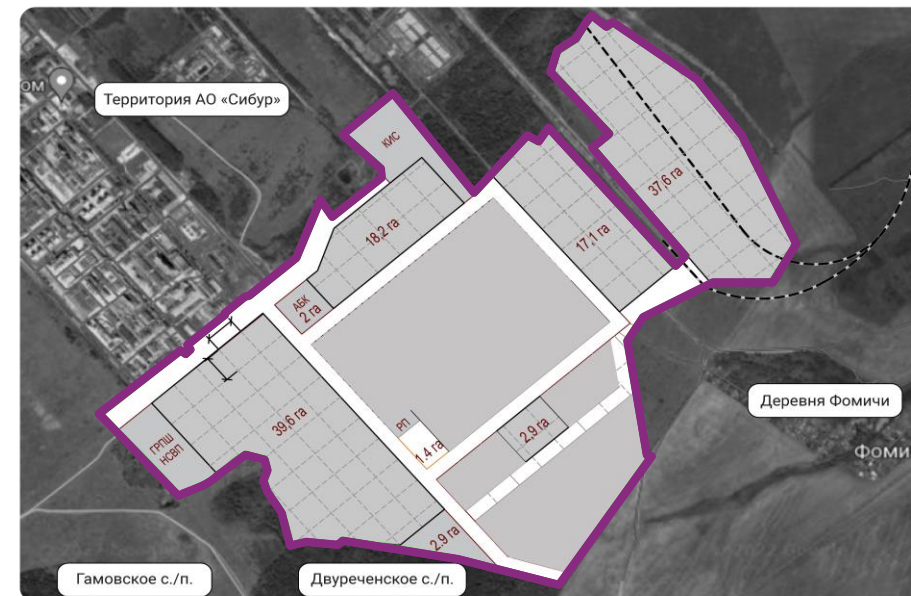 ом
Территория АО «Сибур»
КИС
37,6 га
18,2 га
17,1 га
АБК
2 га
39,6 га
РП
1.4 га
2,9 га
Деревня Фомичи
Фоми
ГРПШ
НСВП
2.9 га
Гамовское с./п.
Двуреченское с./п.